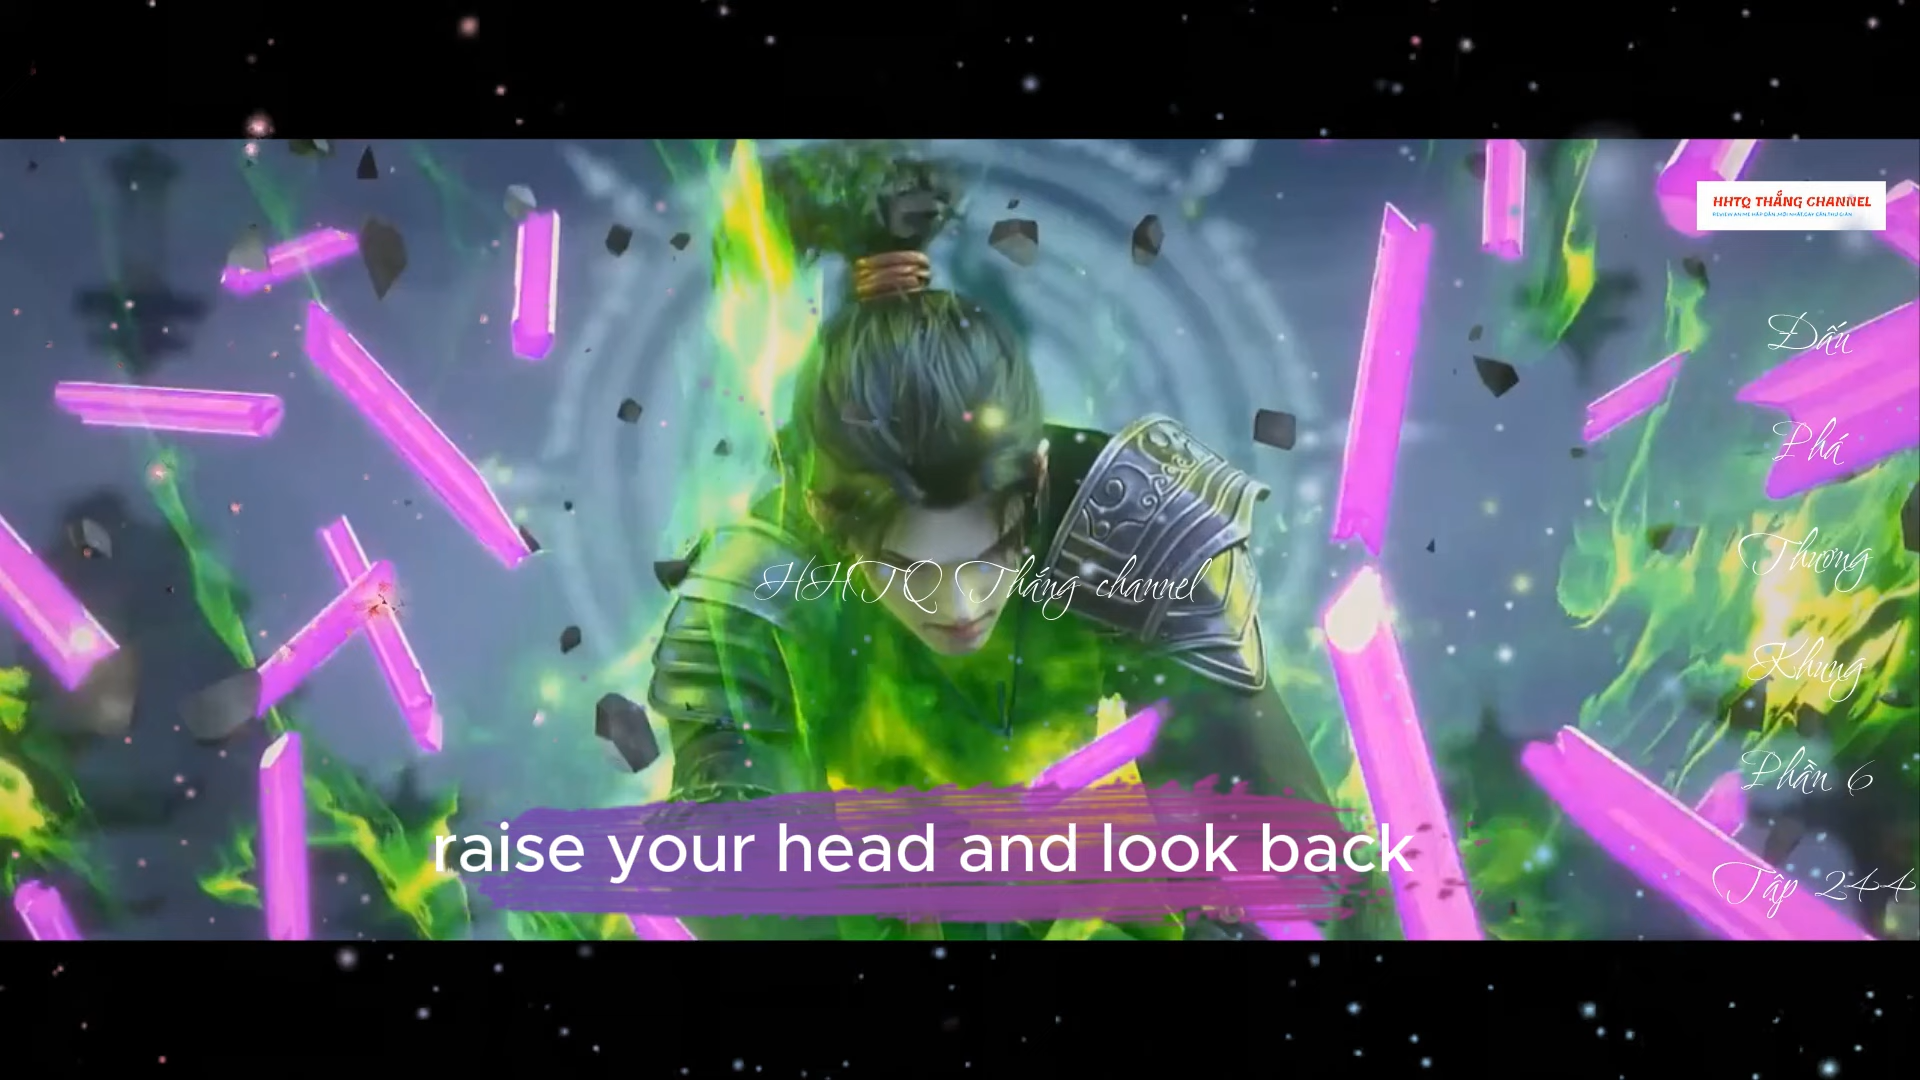 HHTQ THẮNG CHANNEL
Đấu
Phá
Thương
HHTQ Thắng channel
Khung
Phần 6
raise your head and look back
Tập 244